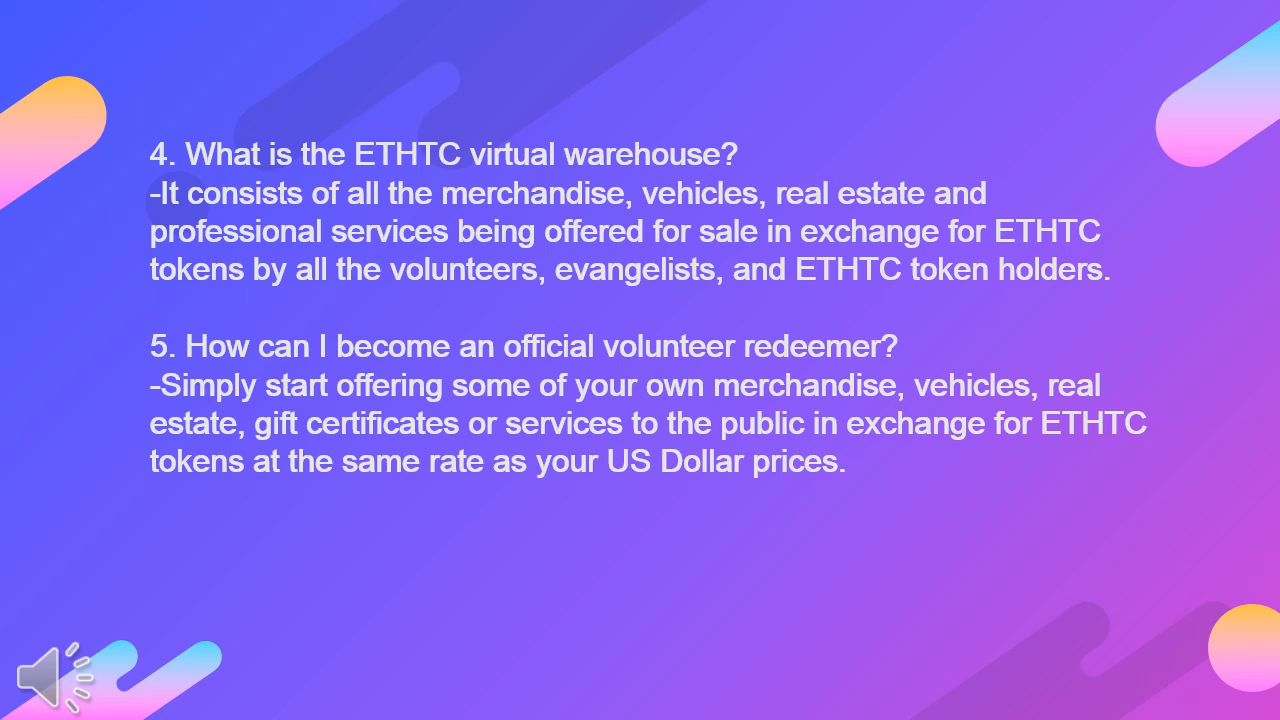 4. What is the ETHTC virtual warehouse?
-It consists of all the merchandise, vehicles, real estate and
professional services being offered for sale in exchange for ETHTC
tokens by all the volunteers, evangelists, and ETHTC token holders.
5. How can I become an official volunteer redeemer?
-Simply start offering some of your own merchandise, vehicles, real
estate, gift certificates or services to the public in exchange for ETHTC
tokens at the same rate as your US Dollar prices.